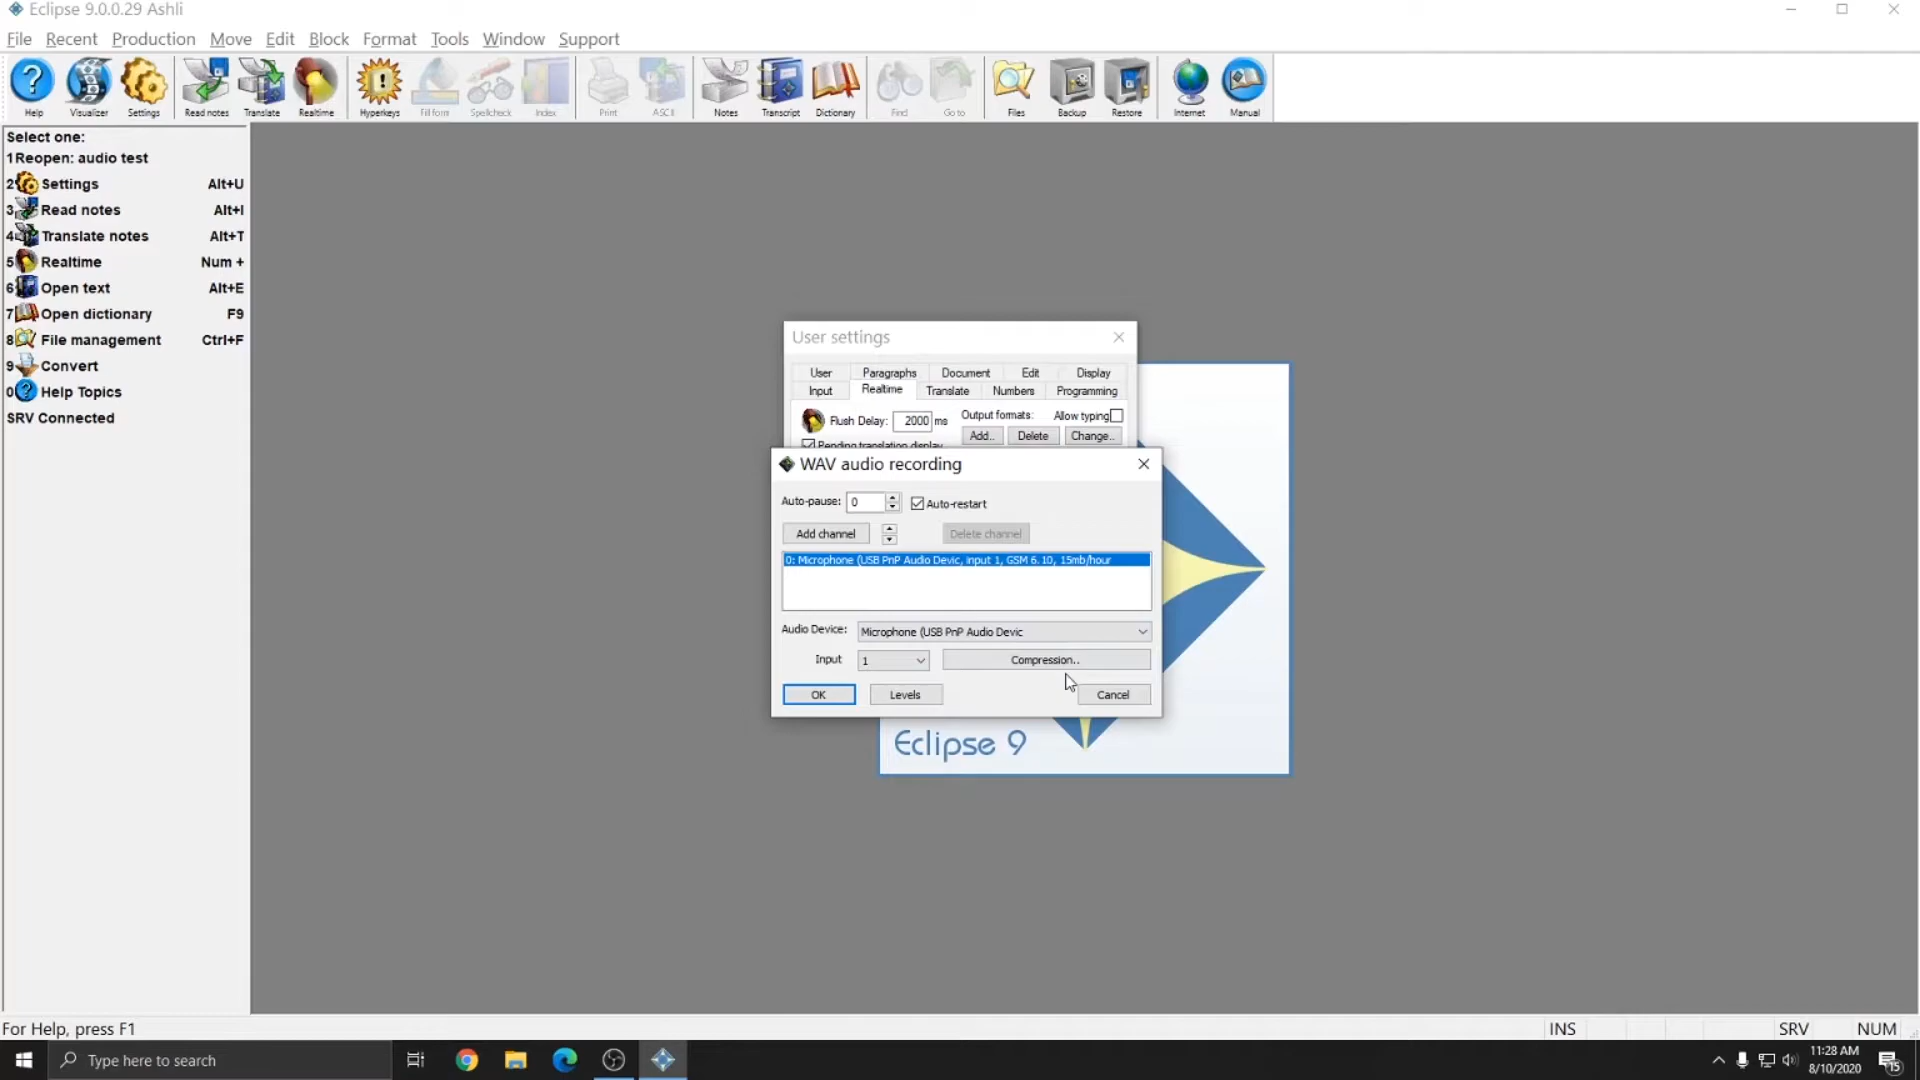 Eclipse 9.0.0.29 Ashli
File Recent Production Move Edit Block Format Tools Window Support
Help Visualizer Settings Read notes Translate Realtime Hyperkeys Fill form Spellcheck Index Print ASCII Notes Transcript Dictionary Find Go to Files Backup Restore Internet Manual
Select one:
1Reopen: audio test
2 Settings Alt+U
3 Read notes Alt+I
4 Translate notes Alt+T
5 Realtime Num +
6 Open text Alt+E
7 Open dictionary F9
8 File management Ctrl+F
9 Convert
0 Help Topics
SRV Connected
User settings
User Paragraphs Document Edit Display
Input Realtime Translate Numbers Programming
Flush Delay: 2000 ms Output formats: Allow typing
Add.. Delete Change..
Pending translation display
WAV audio recording
Auto-pause: 0 Auto-restart
Add channel Delete channel
0: Microphone (USB PnP Audio Devic, input 1, GSM 6.10, 15mb/hour
Audio Device: Microphone (USB PnP Audio Devic
Input 1 Compression..
OK Levels Cancel
Eclipse 9
For Help, press F1 INS SRV NUM
Type here to search
11:28 AM
8/10/2020
15